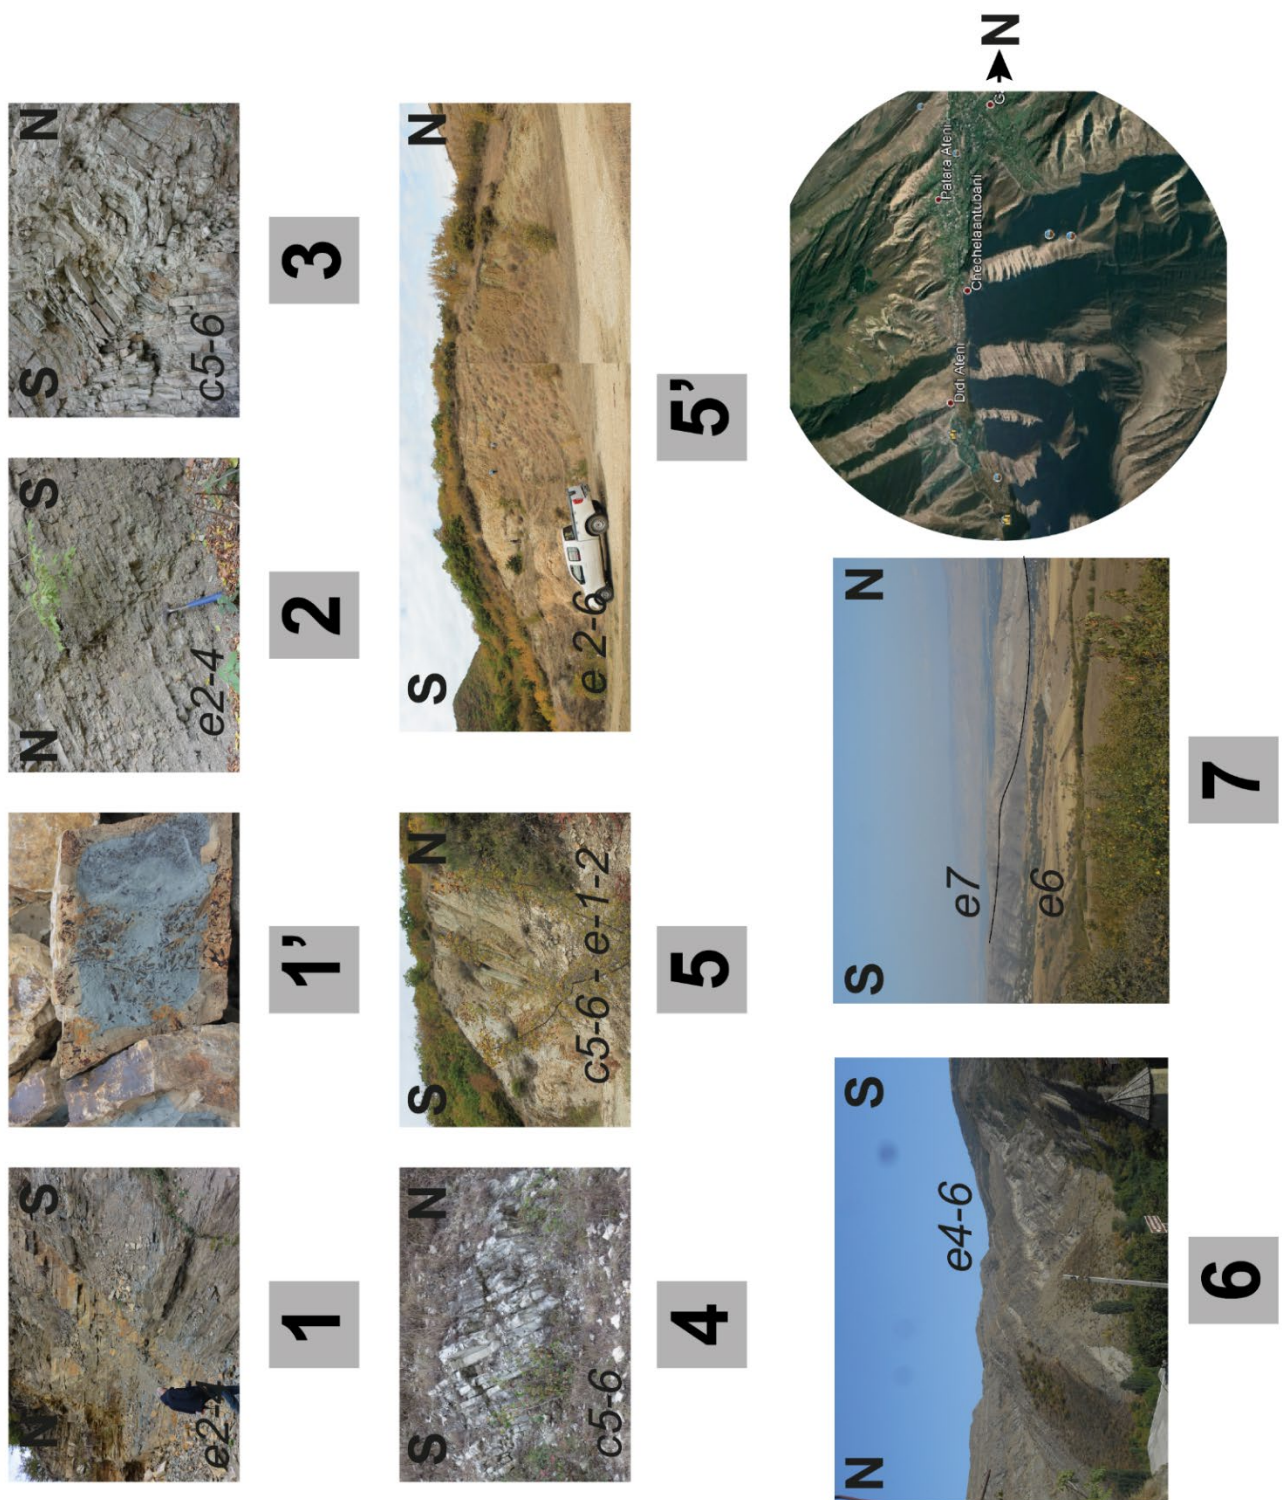 N S
e2-4
1
1'
N S
e2-4
2
S N
c5-6
3
S N
c5-6
4
S N
c5-6 - e-1-2
5
S N
e 2-6
5'
N S
e4-6
6
S N
e7
e6
7
Didi Ateni
Chechelaantubani
Patara Ateni
N